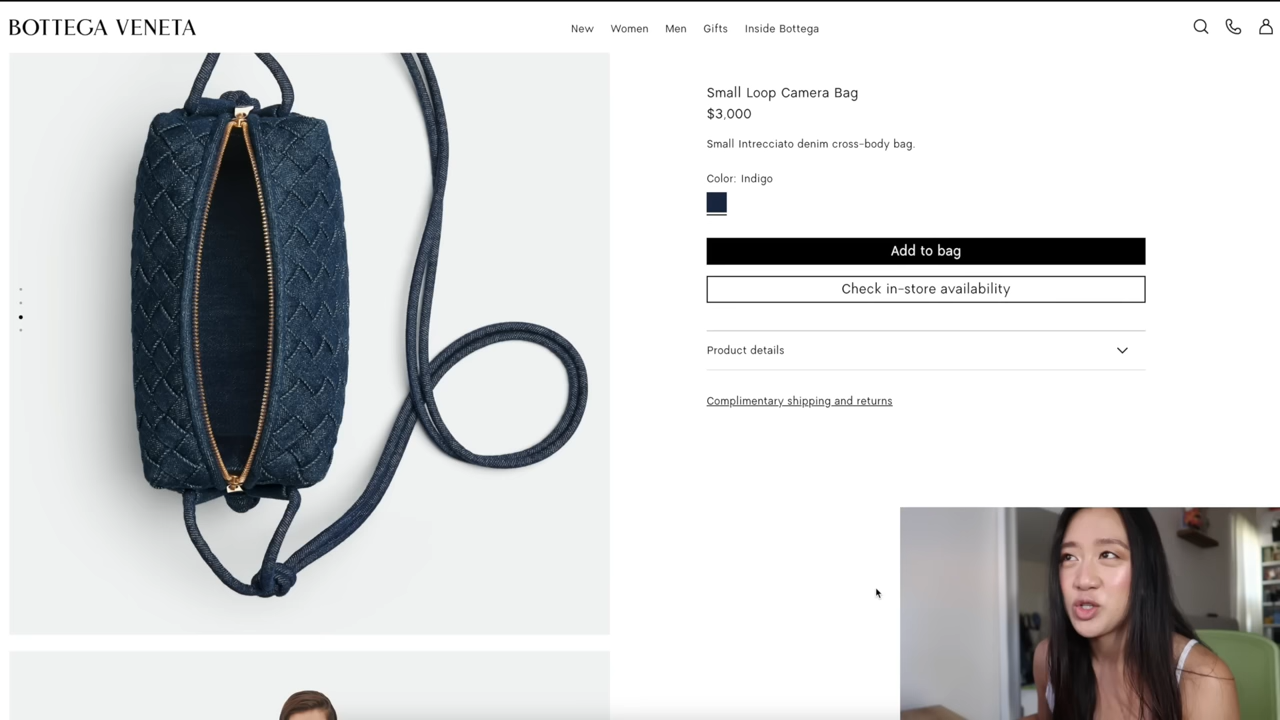 BOTTEGA VENETA
New Women Men Gifts Inside Bottega
Small Loop Camera Bag
$3,000
Small Intrecciato denim cross-body bag.
Color: Indigo
Add to bag
Check in-store availability
Product details
Complimentary shipping and returns